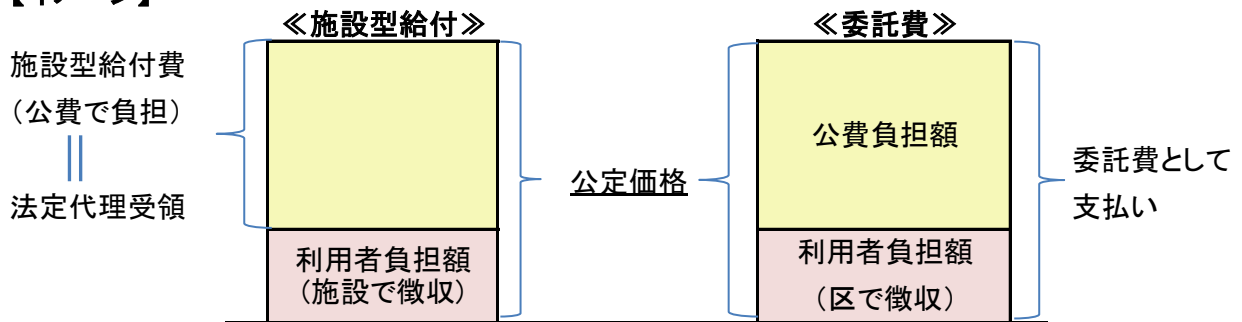 ≪施設型給付≫
≪委託費≫
施設型給付費
(公費で負担)
||
法定代理受領
利用者負担額
(施設で徴収)
公定価格
公費負担額
利用者負担額
(区で徴収)
委託費として
支払い